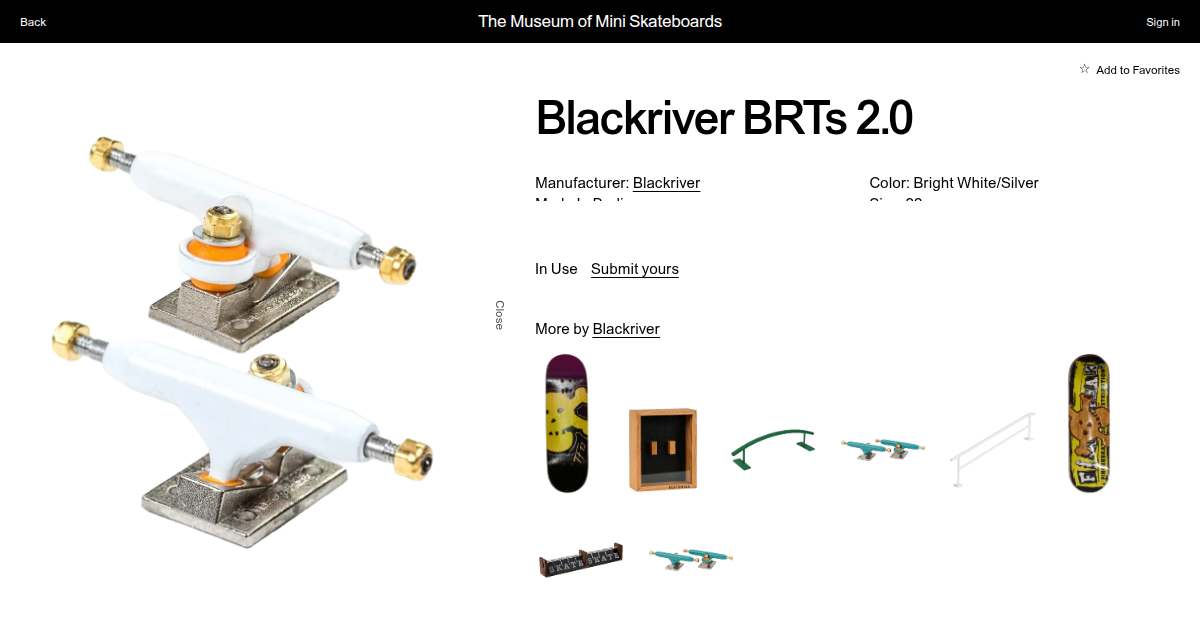 Back
The Museum of Mini Skateboards
Sign in
☆ Add to Favorites
Blackriver BRTs 2.0
Manufacturer: Blackriver
Color: Bright White/Silver
In Use Submit yours
Close
More by Blackriver